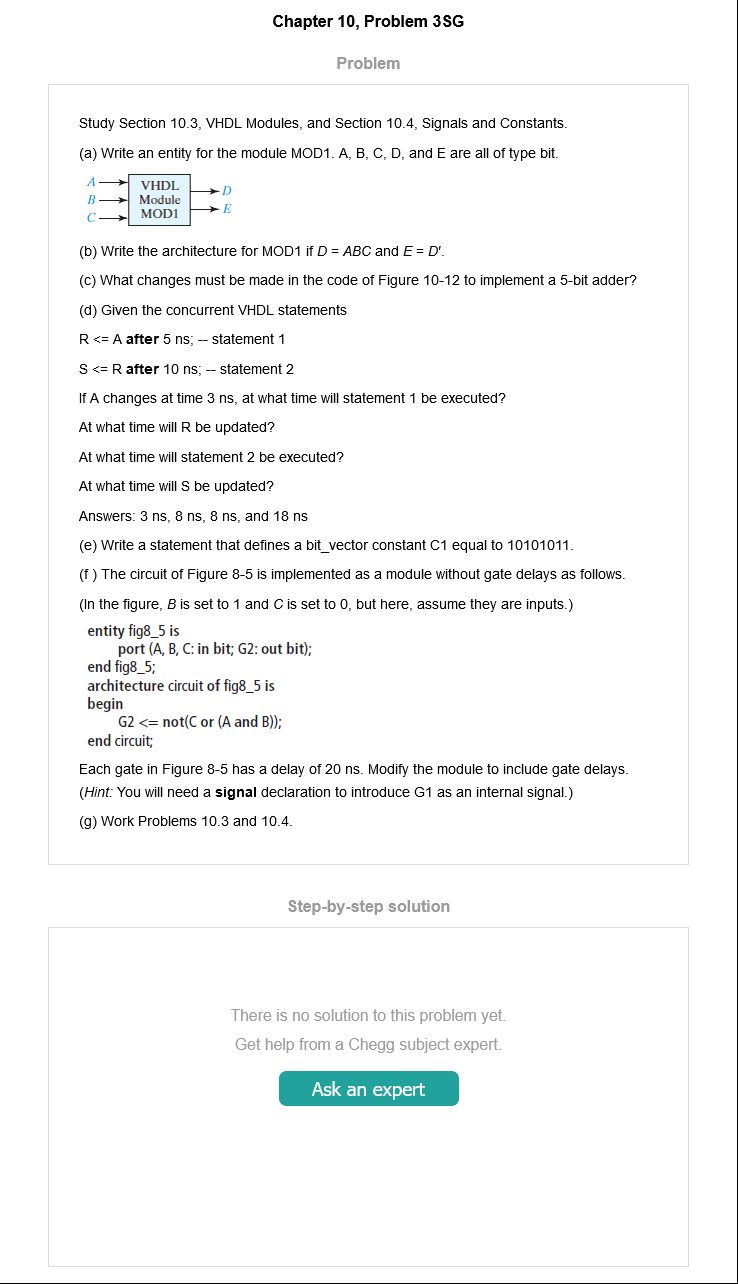 Chapter 10, Problem 3SG
Problem
Study Section 10.3, VHDL Modules, and Section 10.4, Signals and Constants.
(a) Write an entity for the module MOD1. A, B, C, D, and E are all of type bit.
A
B
C
VHDL
Module
MOD1
D
E
(b) Write the architecture for MOD1 if D = ABC and E = D'.
(c) What changes must be made in the code of Figure 10-12 to implement a 5-bit adder?
(d) Given the concurrent VHDL statements
R <= A after 5 ns; -- statement 1
S <= R after 10 ns; -- statement 2
If A changes at time 3 ns, at what time will statement 1 be executed?
At what time will R be updated?
At what time will statement 2 be executed?
At what time will S be updated?
Answers: 3 ns, 8 ns, 8 ns, and 18 ns
(e) Write a statement that defines a bit_vector constant C1 equal to 10101011.
(f ) The circuit of Figure 8-5 is implemented as a module without gate delays as follows.
(In the figure, B is set to 1 and C is set to 0, but here, assume they are inputs.)
entity fig8_5 is
port (A, B, C: in bit; G2: out bit);
end fig8_5;
architecture circuit of fig8_5 is
begin
G2 <= not(C or (A and B));
end circuit;
Each gate in Figure 8-5 has a delay of 20 ns. Modify the module to include gate delays.
(Hint: You will need a signal declaration to introduce G1 as an internal signal.)
(g) Work Problems 10.3 and 10.4.
Step-by-step solution
There is no solution to this problem yet.
Get help from a Chegg subject expert.
Ask an expert